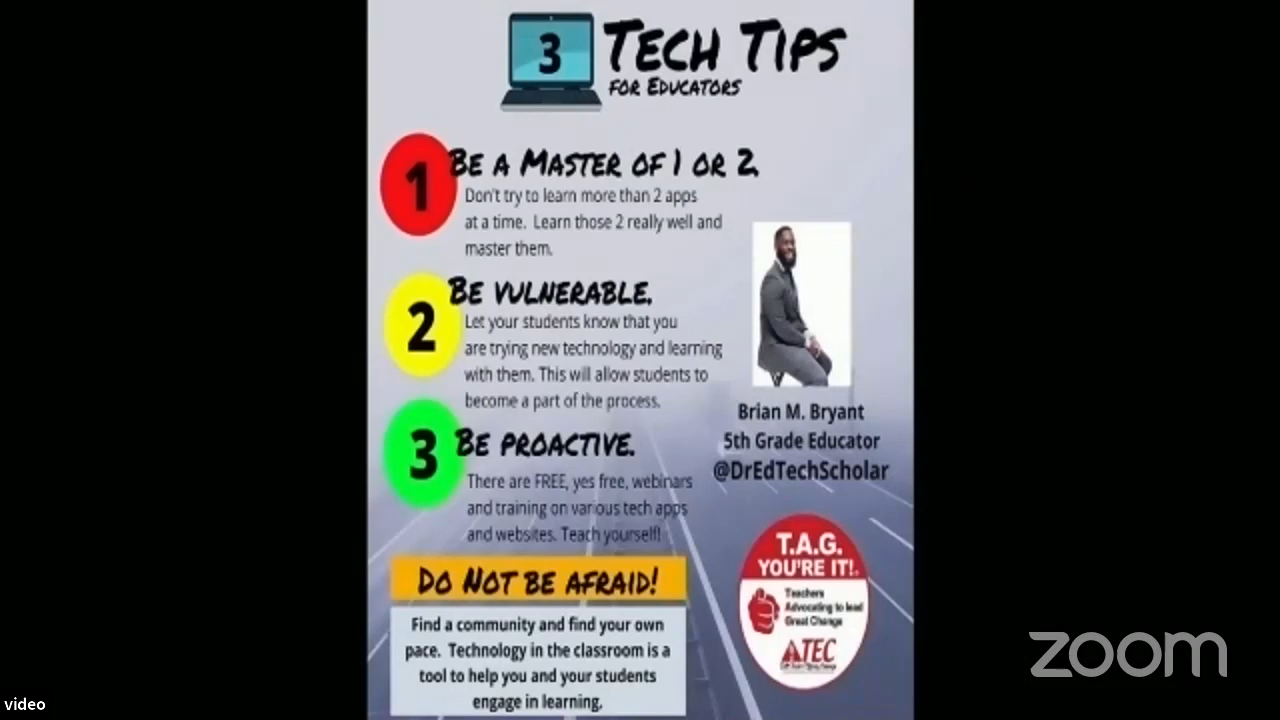 3
TECH TIPS
FOR EDUCATORS
1
BE A MASTER OF 1 OR 2.
Don't try to learn more than 2 apps
at a time. Learn those 2 really well and
master them.
2
BE VULNERABLE.
Let your students know that you
are trying new technology and learning
with them. This will allow students to
become a part of the process.
3
BE PROACTIVE.
There are FREE, yes free, webinars
and training on various tech apps
and websites. Teach yourself!
DO NOT BE AFRAID!
Find a community and find your own
pace. Technology in the classroom is a
tool to help you and your students
engage in learning.
Brian M. Bryant
5th Grade Educator
@DrEdTechScholar
T.A.G.
YOU'RE IT!
Teachers
Advocating to lead
Great Change
ATEC
zoom
video